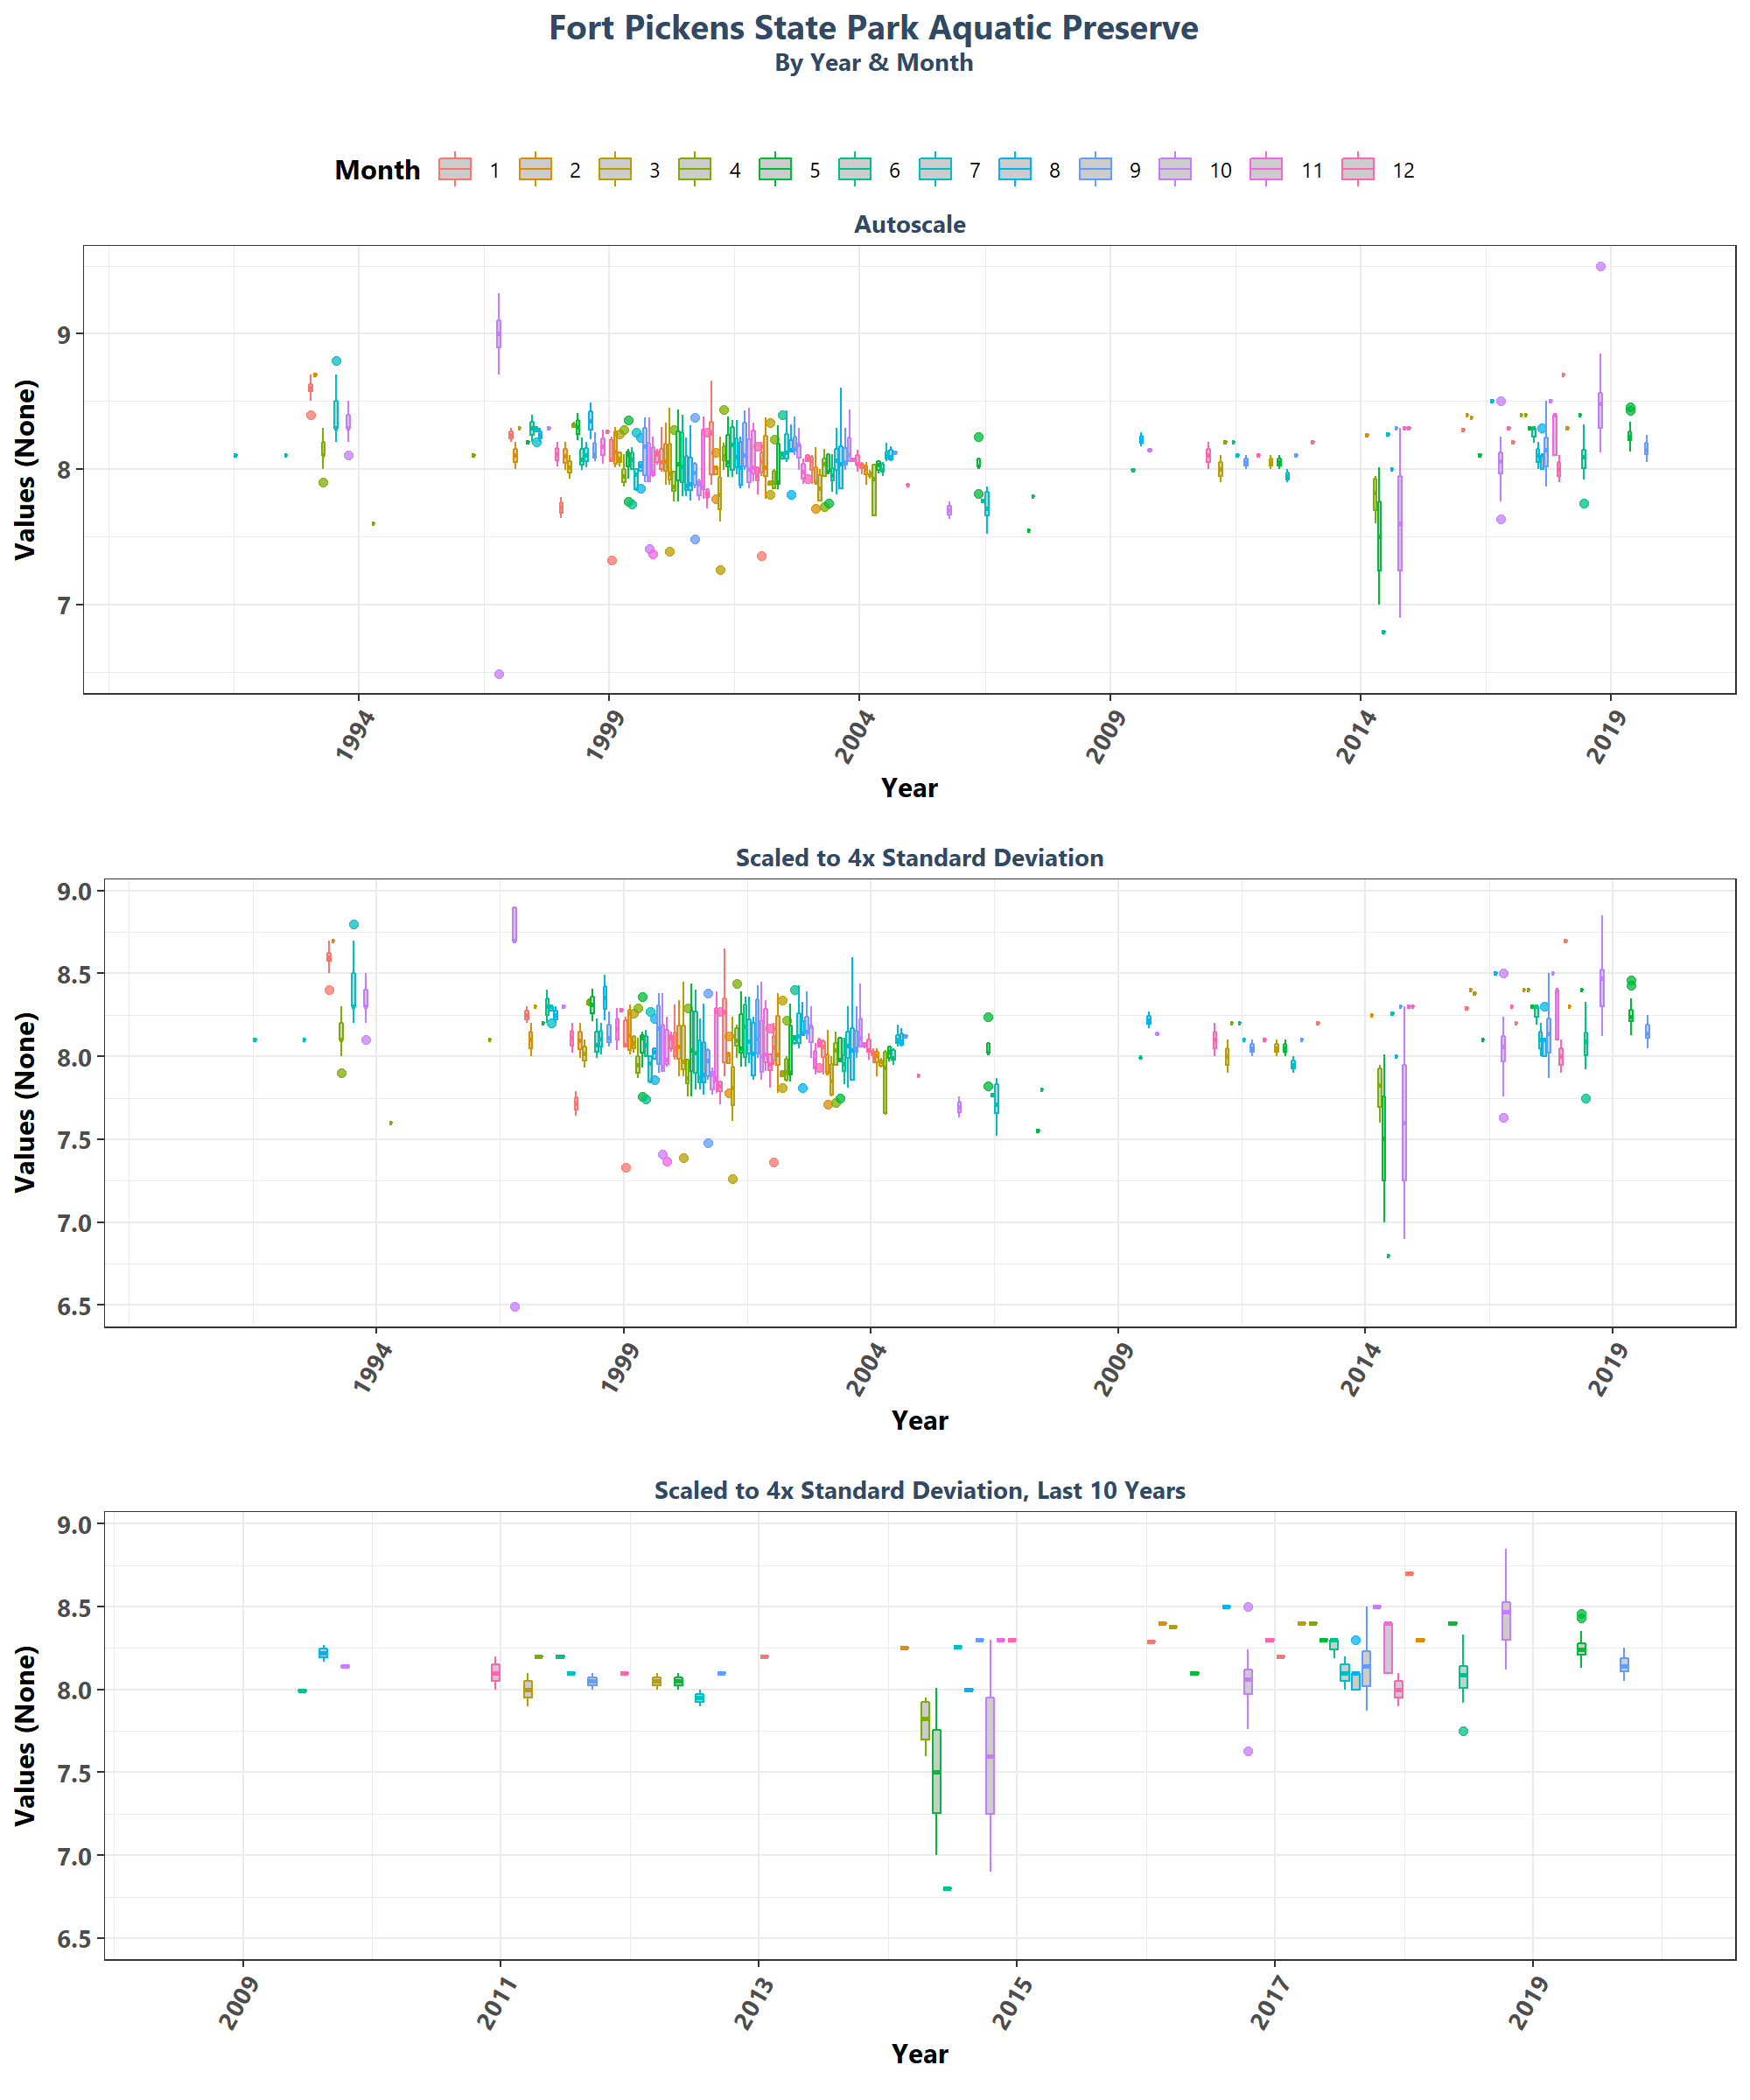 Fort Pickens State Park Aquatic Preserve
By Year & Month
Month 1 2 3 4 5 6 7 8 9 10 11 12
Autoscale
Values (None)
9
8
7
1994 1999 2004 2009 2014 2019
Year
Scaled to 4x Standard Deviation
Values (None)
9.0
8.5
8.0
7.5
7.0
6.5
1994 1999 2004 2009 2014 2019
Year
Scaled to 4x Standard Deviation, Last 10 Years
Values (None)
9.0
8.5
8.0
7.5
7.0
6.5
2009 2011 2013 2015 2017 2019
Year